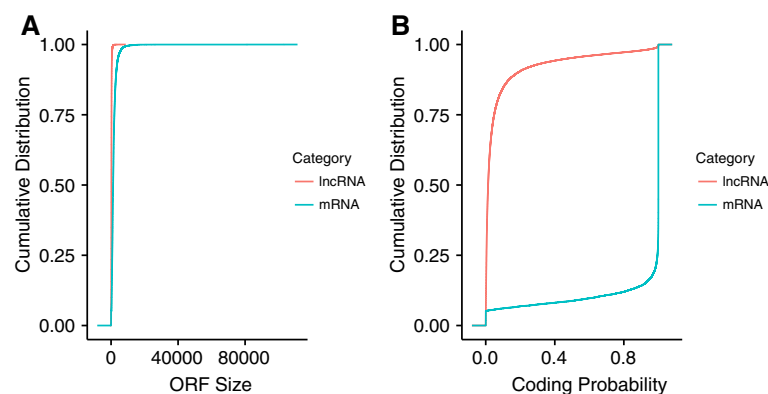 A
Cumulative Distribution
1.00
0.75
0.50
0.25
0.00
0
40000
80000
ORF Size
Category
lncRNA
mRNA
B
Cumulative Distribution
1.00
0.75
0.50
0.25
0.00
0.0
0.4
0.8
Coding Probability
Category
lncRNA
mRNA